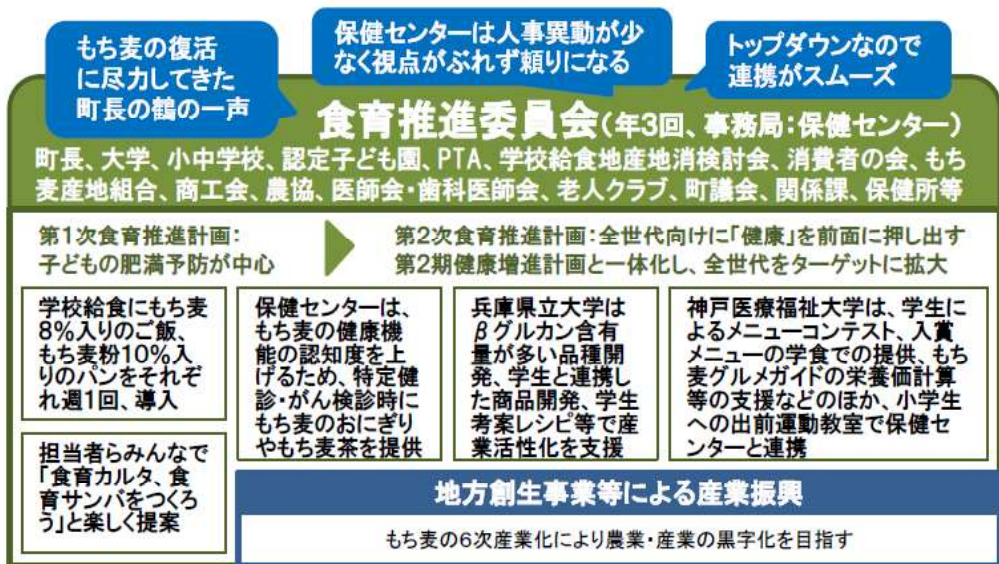 もち麦の復活
に尽力してきた
町長の鶴の一声
保健センターは人事異動が少
なく視点がぶれず頼りになる
トップダウンなので
連携がスムーズ
食育推進委員会(年3回、事務局:保健センター)
町長、大学、小中学校、認定子ども園、PTA、学校給食地産地消検討会、消費者の会、もち
麦産地組合、商工会、農協、医師会・歯科医師会、老人クラブ、町議会、関係課、保健所等
第1次食育推進計画:
子どもの肥満予防が中心
第2次食育推進計画:全世代向けに「健康」を前面に押し出す
第2期健康増進計画と一体化し、全世代をターゲットに拡大
学校給食にもち麦
8%入りのご飯、
もち麦粉10%入
りのパンをそれぞ
れ週1回、導入
担当者らみんなで
「食育カルタ、食
育サンバをつくろ
う」と楽しく提案
保健センターは、
もち麦の健康機
能の認知度を上
げるため、特定健
診・がん検診時に
もち麦のおにぎり
やもち麦茶を提供
兵庫県立大学は
βグルカン含有
量が多い品種開
発、学生と連携し
た商品開発、学生
考案レシピ等で産
業活性化を支援
神戸医療福祉大学は、学生に
よるメニューコンテスト、入賞
メニューの学食での提供、もち
麦グルメガイドの栄養価計算
等の支援などのほか、小学生
への出前運動教室で保健セ
ンターと連携
地方創生事業等による産業振興
もち麦の6次産業化により農業・産業の黒字化を目指す